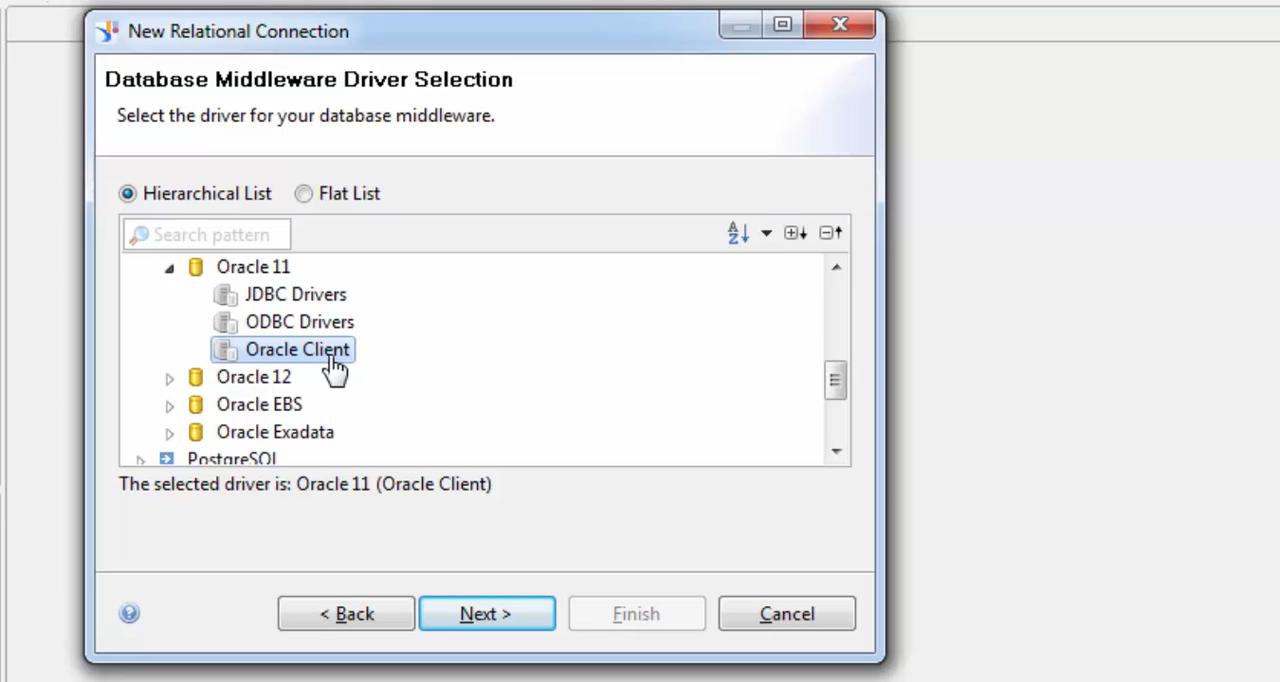 New Relational Connection
Database Middleware Driver Selection
Select the driver for your database middleware.
Hierarchical List Flat List
Search pattern
Oracle 11
JDBC Drivers
ODBC Drivers
Oracle Client
Oracle 12
Oracle EBS
Oracle Exadata
PostgreSQL
The selected driver is: Oracle 11 (Oracle Client)
< Back Next > Finish Cancel